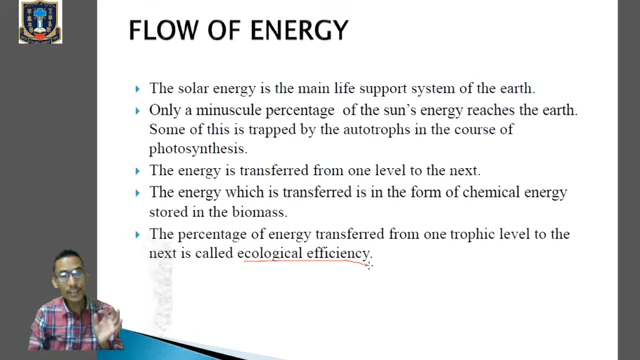 FLOW OF ENERGY
The solar energy is the main life support system of the earth.
Only a minuscule percentage of the sun's energy reaches the earth.
Some of this is trapped by the autotrophs in the course of
photosynthesis.
The energy is transferred from one level to the next.
The energy which is transferred is in the form of chemical energy
stored in the biomass.
The percentage of energy transferred from one trophic level to the
next is called ecological efficiency.